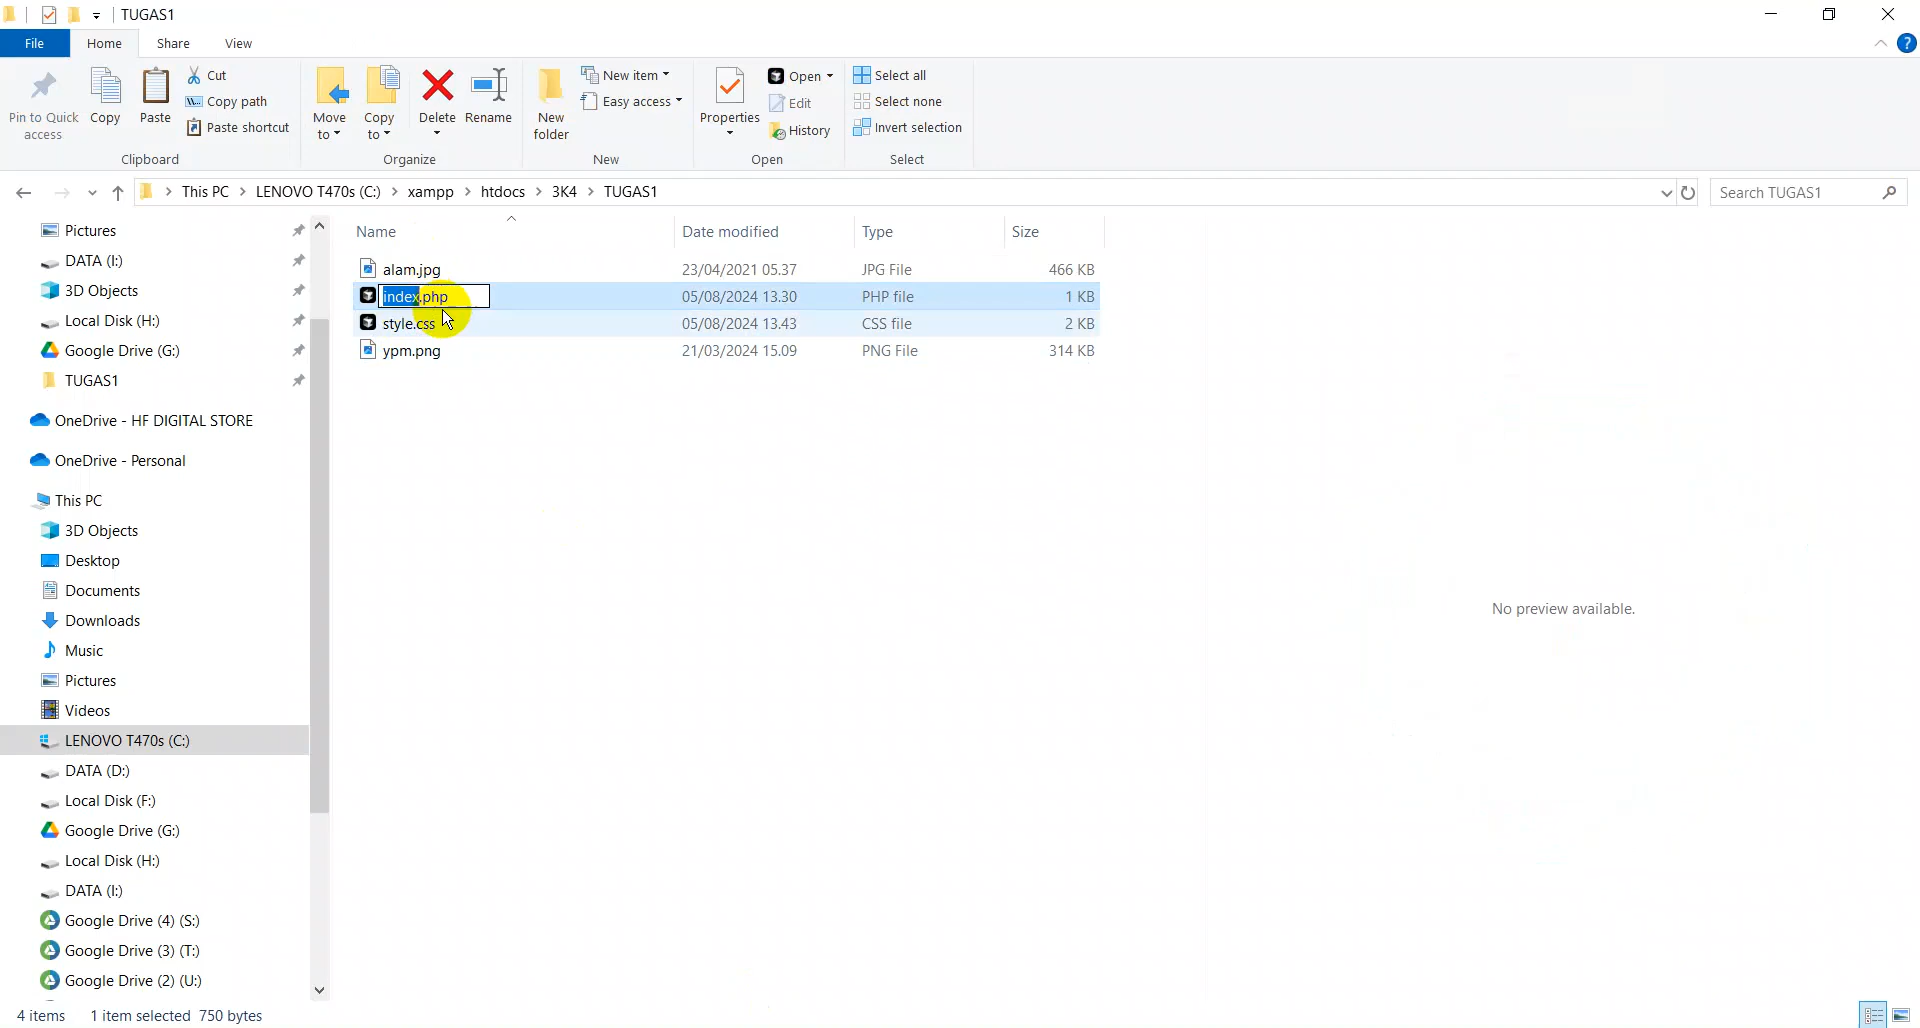 TUGAS1
File Home Share View
Pin to Quick access
Copy
Paste
Cut
Copy path
Paste shortcut
Clipboard
Move to
Copy to
Delete
Rename
Organize
New folder
New item
Easy access
New
Properties
Open
Edit
History
Open
Select all
Select none
Invert selection
Select
This PC > LENOVO T470s (C:) > xampp > htdocs > 3K4 > TUGAS1
Search TUGAS1
Pictures
DATA (I:)
3D Objects
Local Disk (H:)
Google Drive (G:)
TUGAS1
OneDrive - HF DIGITAL STORE
OneDrive - Personal
This PC
3D Objects
Desktop
Documents
Downloads
Music
Pictures
Videos
LENOVO T470s (C:)
DATA (D:)
Local Disk (F:)
Google Drive (G:)
Local Disk (H:)
DATA (I:)
Google Drive (4) (S:)
Google Drive (3) (T:)
Google Drive (2) (U:)
Name Date modified Type Size
alam.jpg 23/04/2021 05.37 JPG File 466 KB
index.php 05/08/2024 13.30 PHP file 1 KB
style.css 05/08/2024 13.43 CSS file 2 KB
ypm.png 21/03/2024 15.09 PNG File 314 KB
No preview available.
4 items 1 item selected 750 bytes